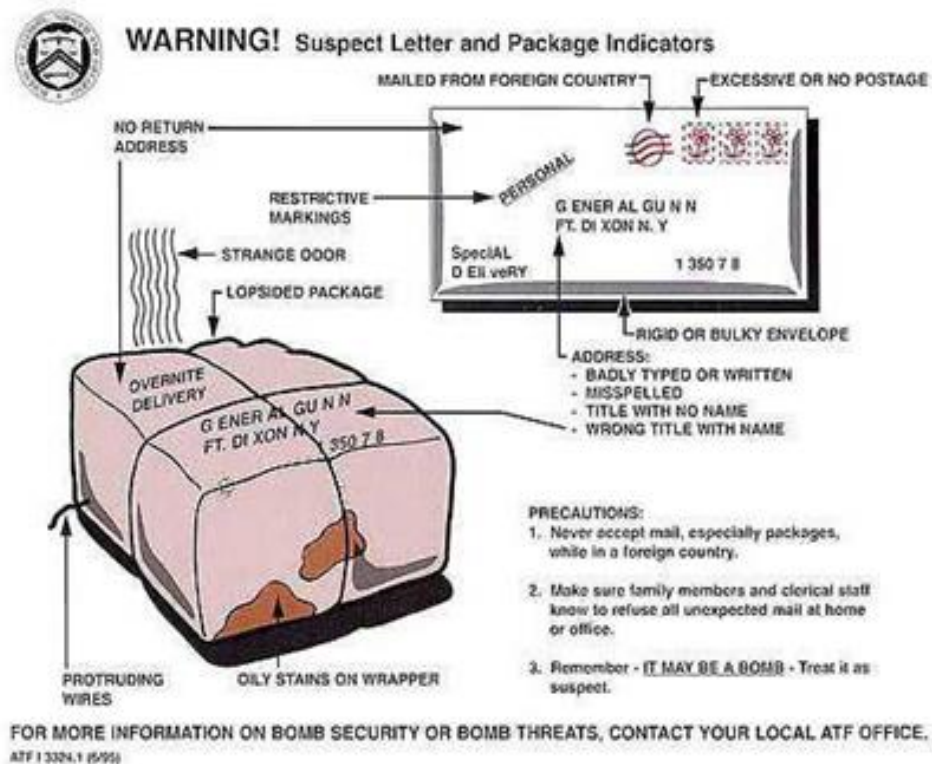 WARNING! Suspect Letter and Package Indicators
MAILED FROM FOREIGN COUNTRY
EXCESSIVE OR NO POSTAGE
NO RETURN
ADDRESS
RESTRICTIVE
MARKINGS
PERSONAL
G ENER AL GU N N
FT. DI XON N. Y
SpeciAL
D Eli veRY
1 350 7 8
STRANGE ODOR
LOPSIDED PACKAGE
RIGID OR BULKY ENVELOPE
ADDRESS:
- BADLY TYPED OR WRITTEN
- MISSPELLED
- TITLE WITH NO NAME
- WRONG TITLE WITH NAME
OVERNITE
DELIVERY
G ENER AL GU N N
FT. DI XON N Y
1 350 7 8
PRECAUTIONS:
1. Never accept mail, especially packages,
while in a foreign country.
2. Make sure family members and clerical staff
know to refuse all unexpected mail at home
or office.
3. Remember - IT MAY BE A BOMB - Treat it as
suspect.
PROTRUDING
WIRES
OILY STAINS ON WRAPPER
FOR MORE INFORMATION ON BOMB SECURITY OR BOMB THREATS, CONTACT YOUR LOCAL ATF OFFICE.
ATF I 3324.1 (6/95)